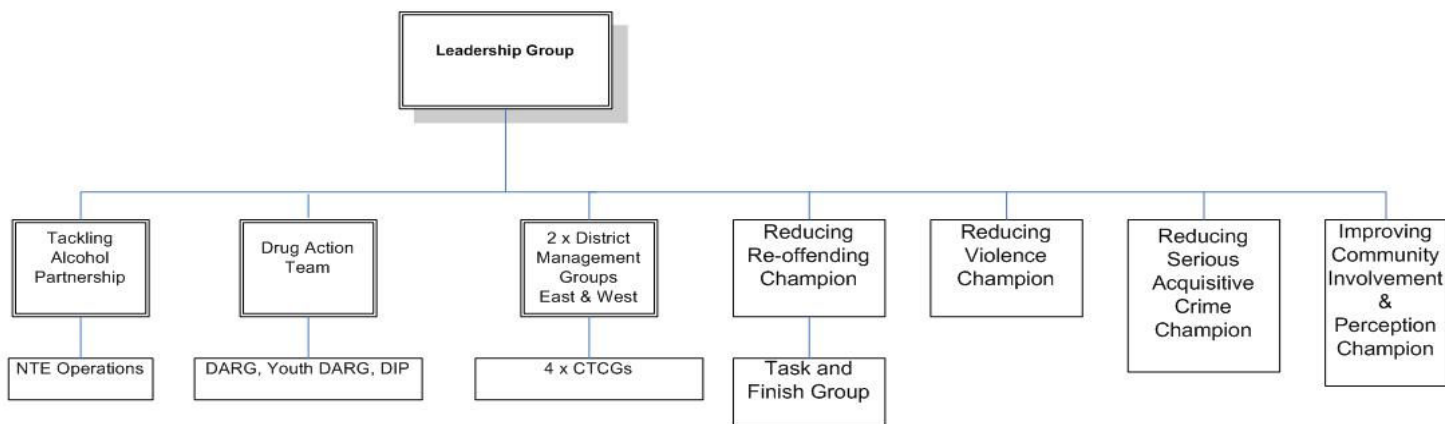 Leadership Group
Tackling
Alcohol
Partnership
Drug Action
Team
2 x District
Management
Groups
East & West
Reducing
Re-offending
Champion
Reducing
Violence
Champion
Reducing
Serious
Acquisitive
Crime
Champion
Improving
Community
Involvement
&
Perception
Champion
NTE Operations
DARG, Youth DARG, DIP
4 x CTCGs
Task and
Finish Group